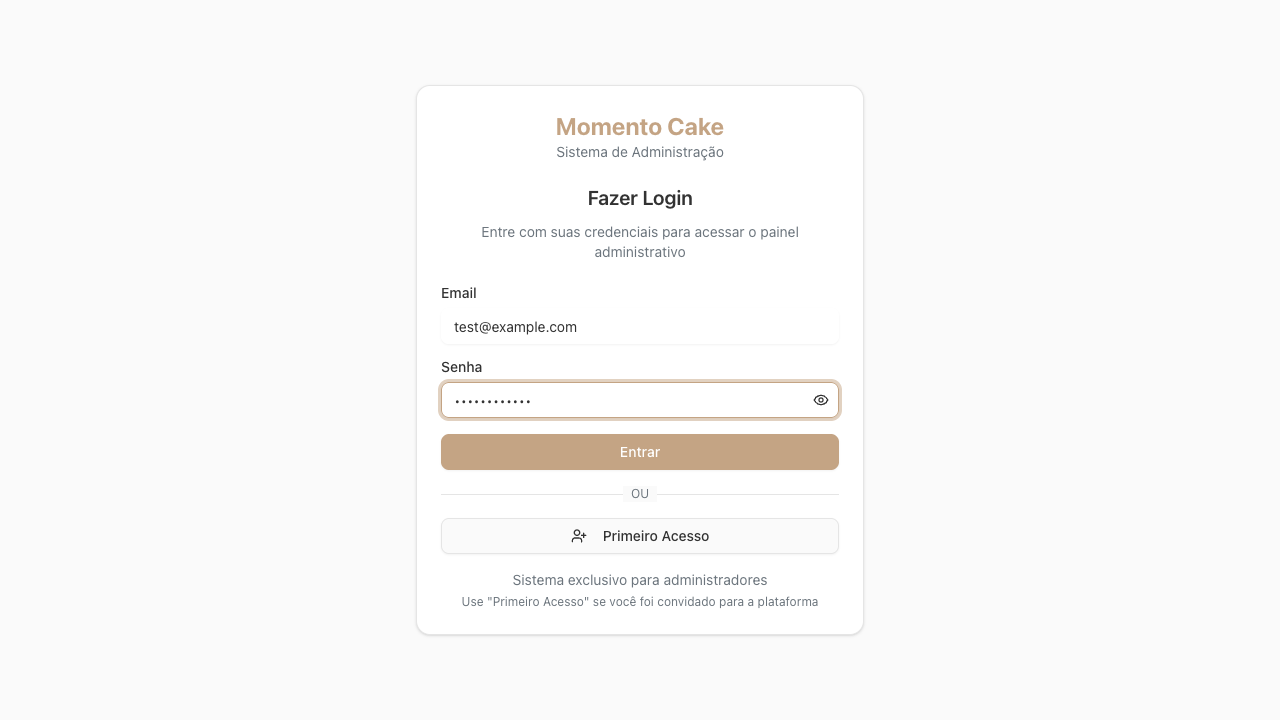 Momento Cake
Sistema de Administração
Fazer Login
Entre com suas credenciais para acessar o painel
administrativo
Email
test@example.com
Senha
••••••••••••
Entrar
OU
Primeiro Acesso
Sistema exclusivo para administradores
Use "Primeiro Acesso" se você foi convidado para a plataforma